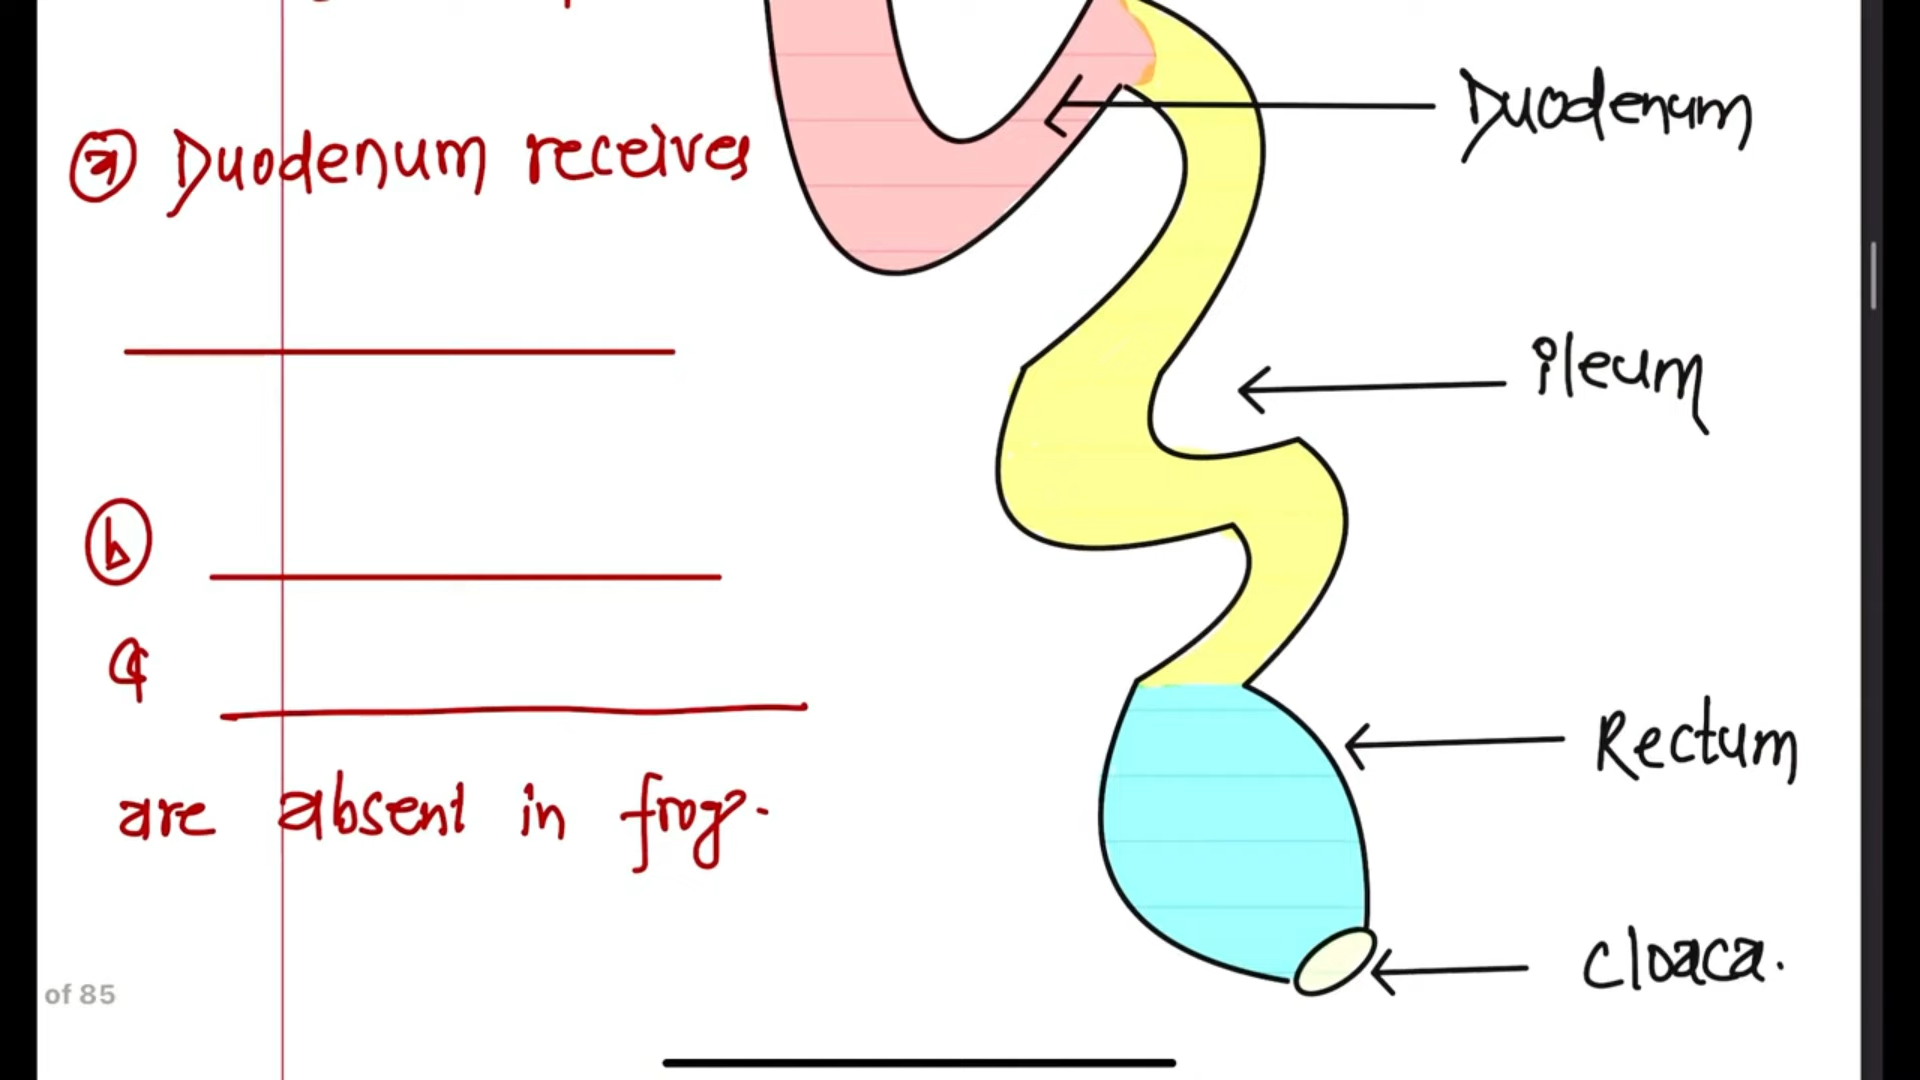 ⓐ Duodenum receives
Duodenum
ileum
ⓑ
&
Rectum
are absent in frog.
cloaca.
of 85